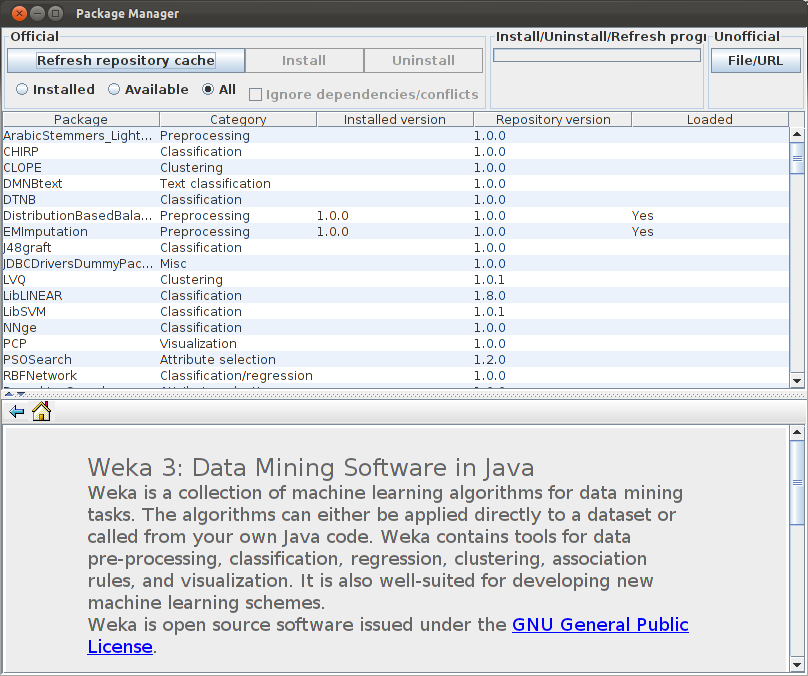 Package Manager
Official
Install/Uninstall/Refresh progr
Unofficial
Refresh repository cache Install Uninstall File/URL
Installed Available All Ignore dependencies/conflicts
Package Category Installed version Repository version Loaded
ArabicStemmers_Light... Preprocessing 1.0.0
CHIRP Classification 1.0.0
CLOPE Clustering 1.0.0
DMNBtext Text classification 1.0.0
DTNB Classification 1.0.0
DistributionBasedBala... Preprocessing 1.0.0 1.0.0 Yes
EMImputation Preprocessing 1.0.0 1.0.0 Yes
J48graft Classification 1.0.0
JDBCDriversDummyPac... Misc 1.0.0
LVQ Clustering 1.0.1
LibLINEAR Classification 1.8.0
LibSVM Classification 1.0.1
NNge Classification 1.0.0
PCP Visualization 1.0.0
PSOSearch Attribute selection 1.2.0
RBFNetwork Classification/regression 1.0.0
Weka 3: Data Mining Software in Java
Weka is a collection of machine learning algorithms for data mining
tasks. The algorithms can either be applied directly to a dataset or
called from your own Java code. Weka contains tools for data
pre-processing, classification, regression, clustering, association
rules, and visualization. It is also well-suited for developing new
machine learning schemes.
Weka is open source software issued under the GNU General Public
License.